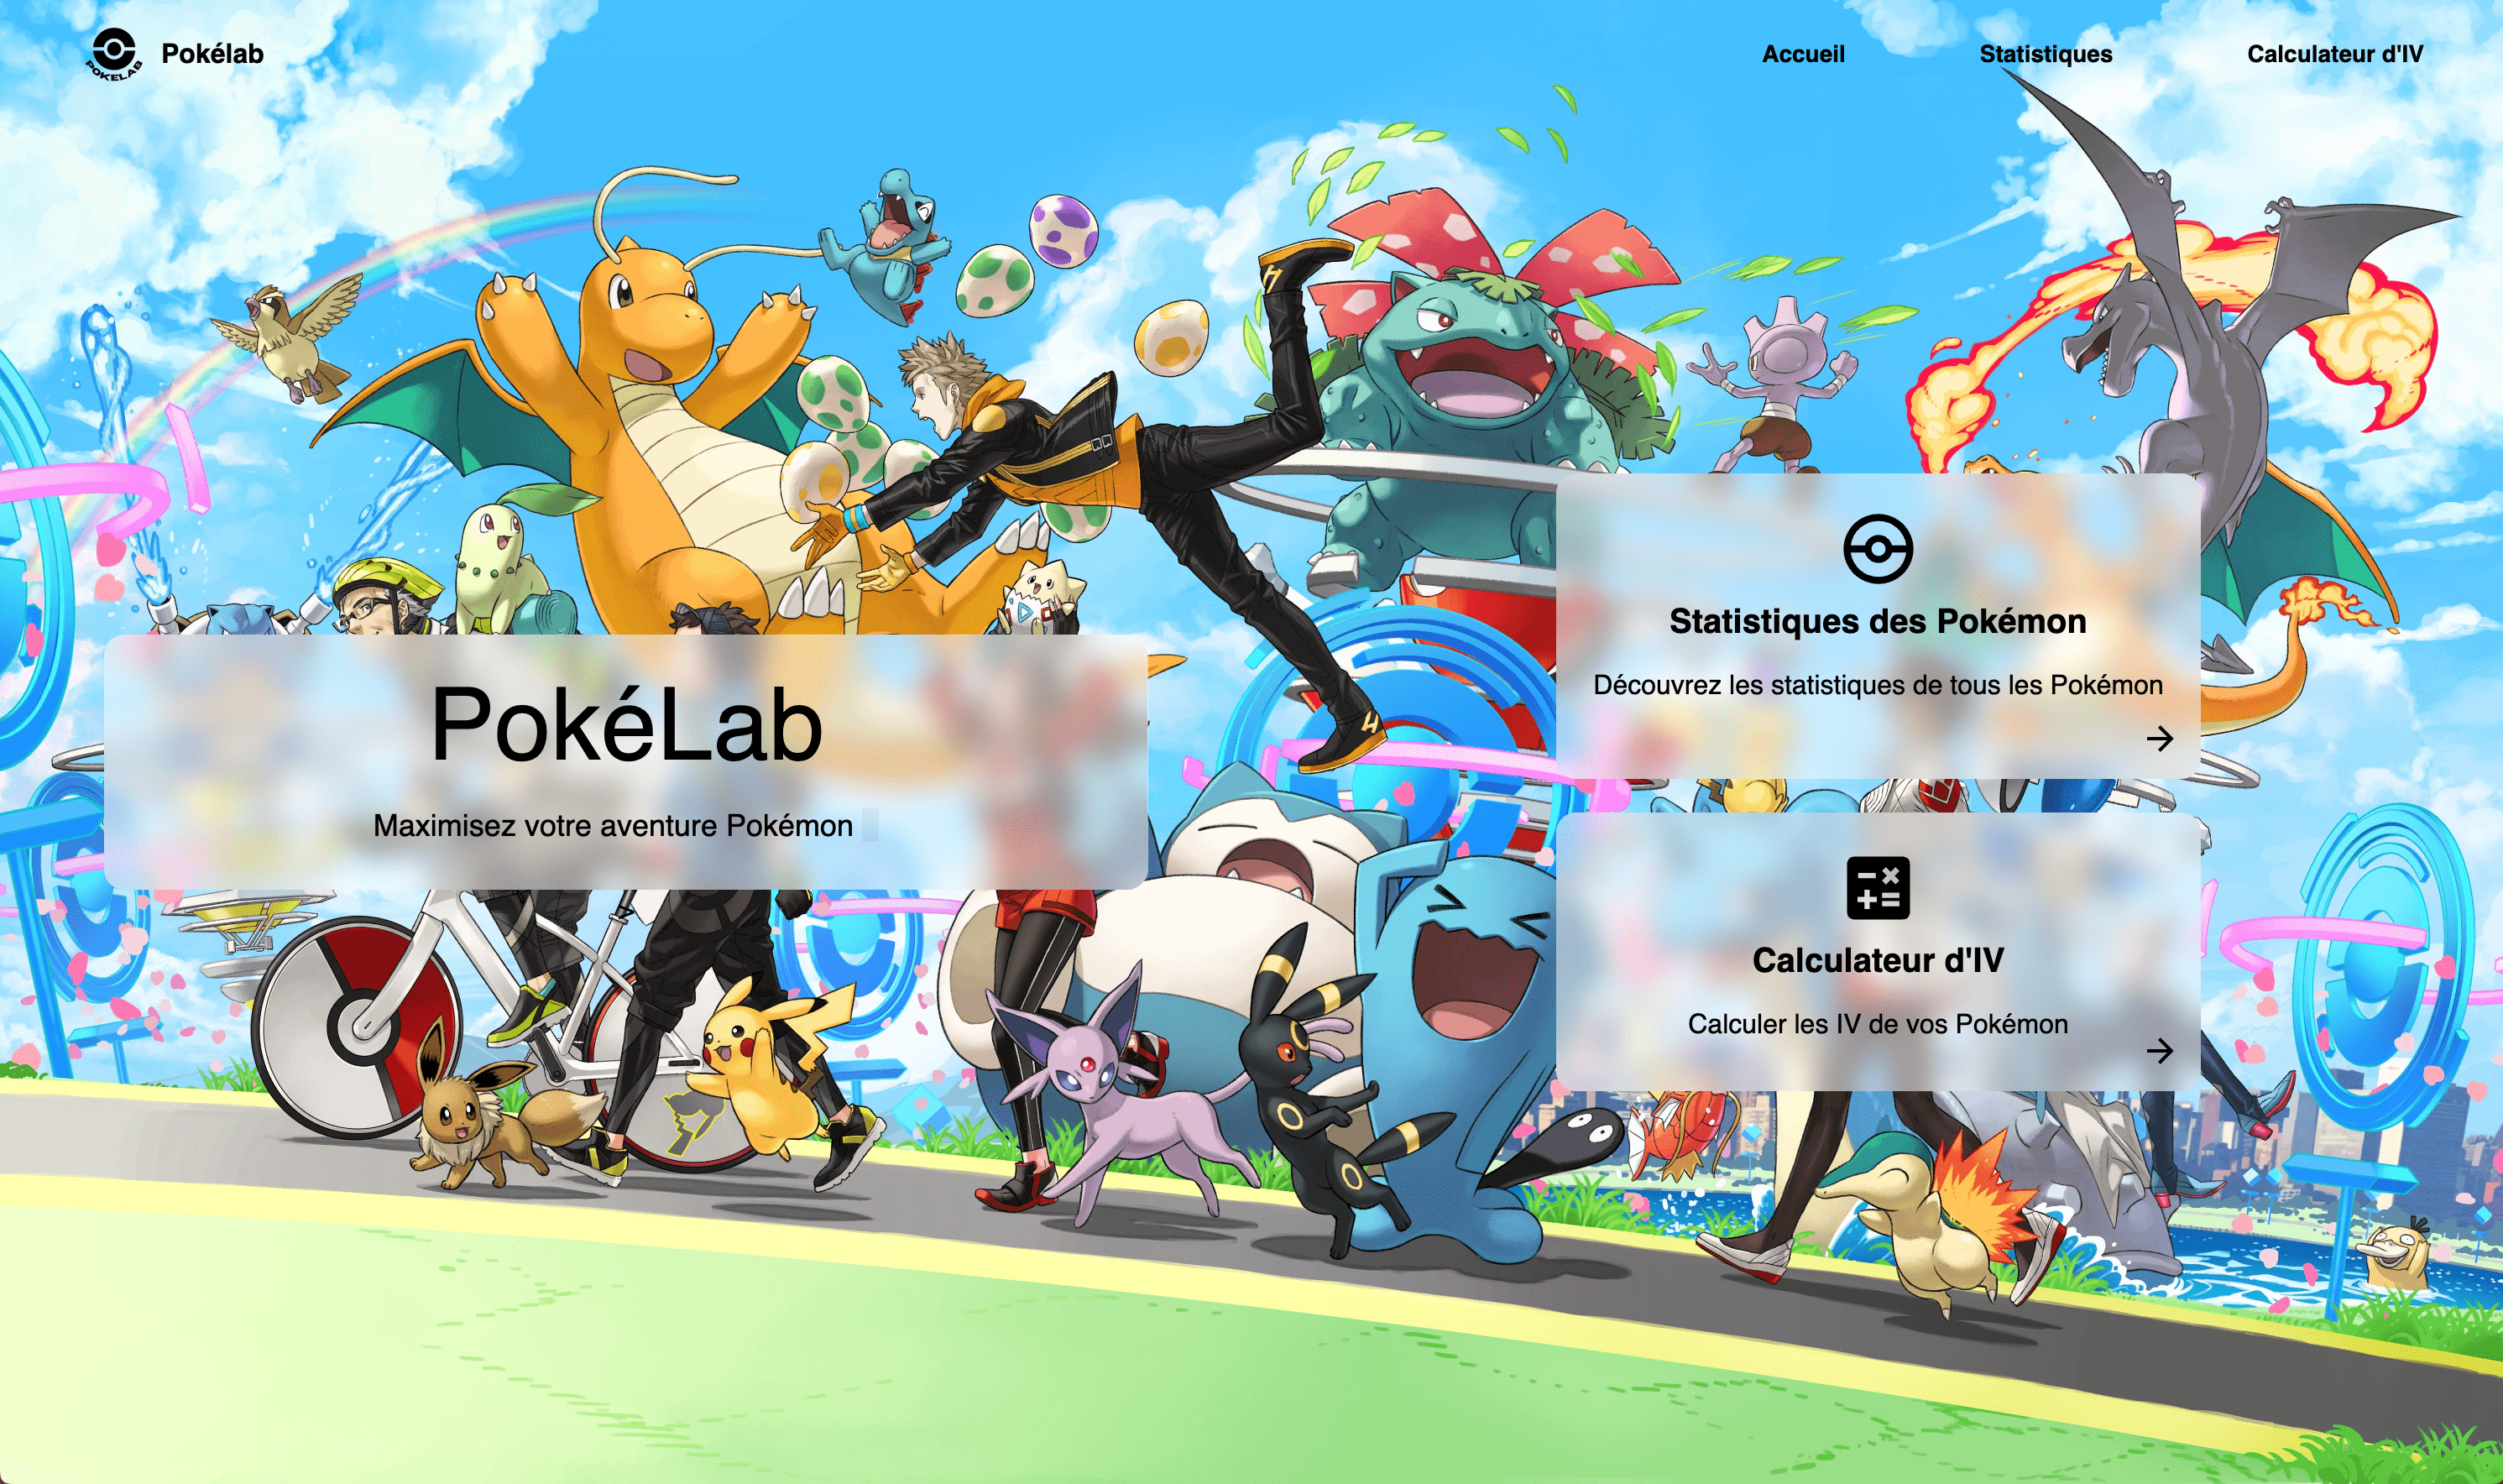 POKELAB
Pokélab
Accueil
Statistiques
Calculateur d'IV
PokéLab
Maximisez votre aventure Pokémon
Statistiques des Pokémon
Découvrez les statistiques de tous les Pokémon
→
Calculateur d'IV
Calculer les IV de vos Pokémon
→